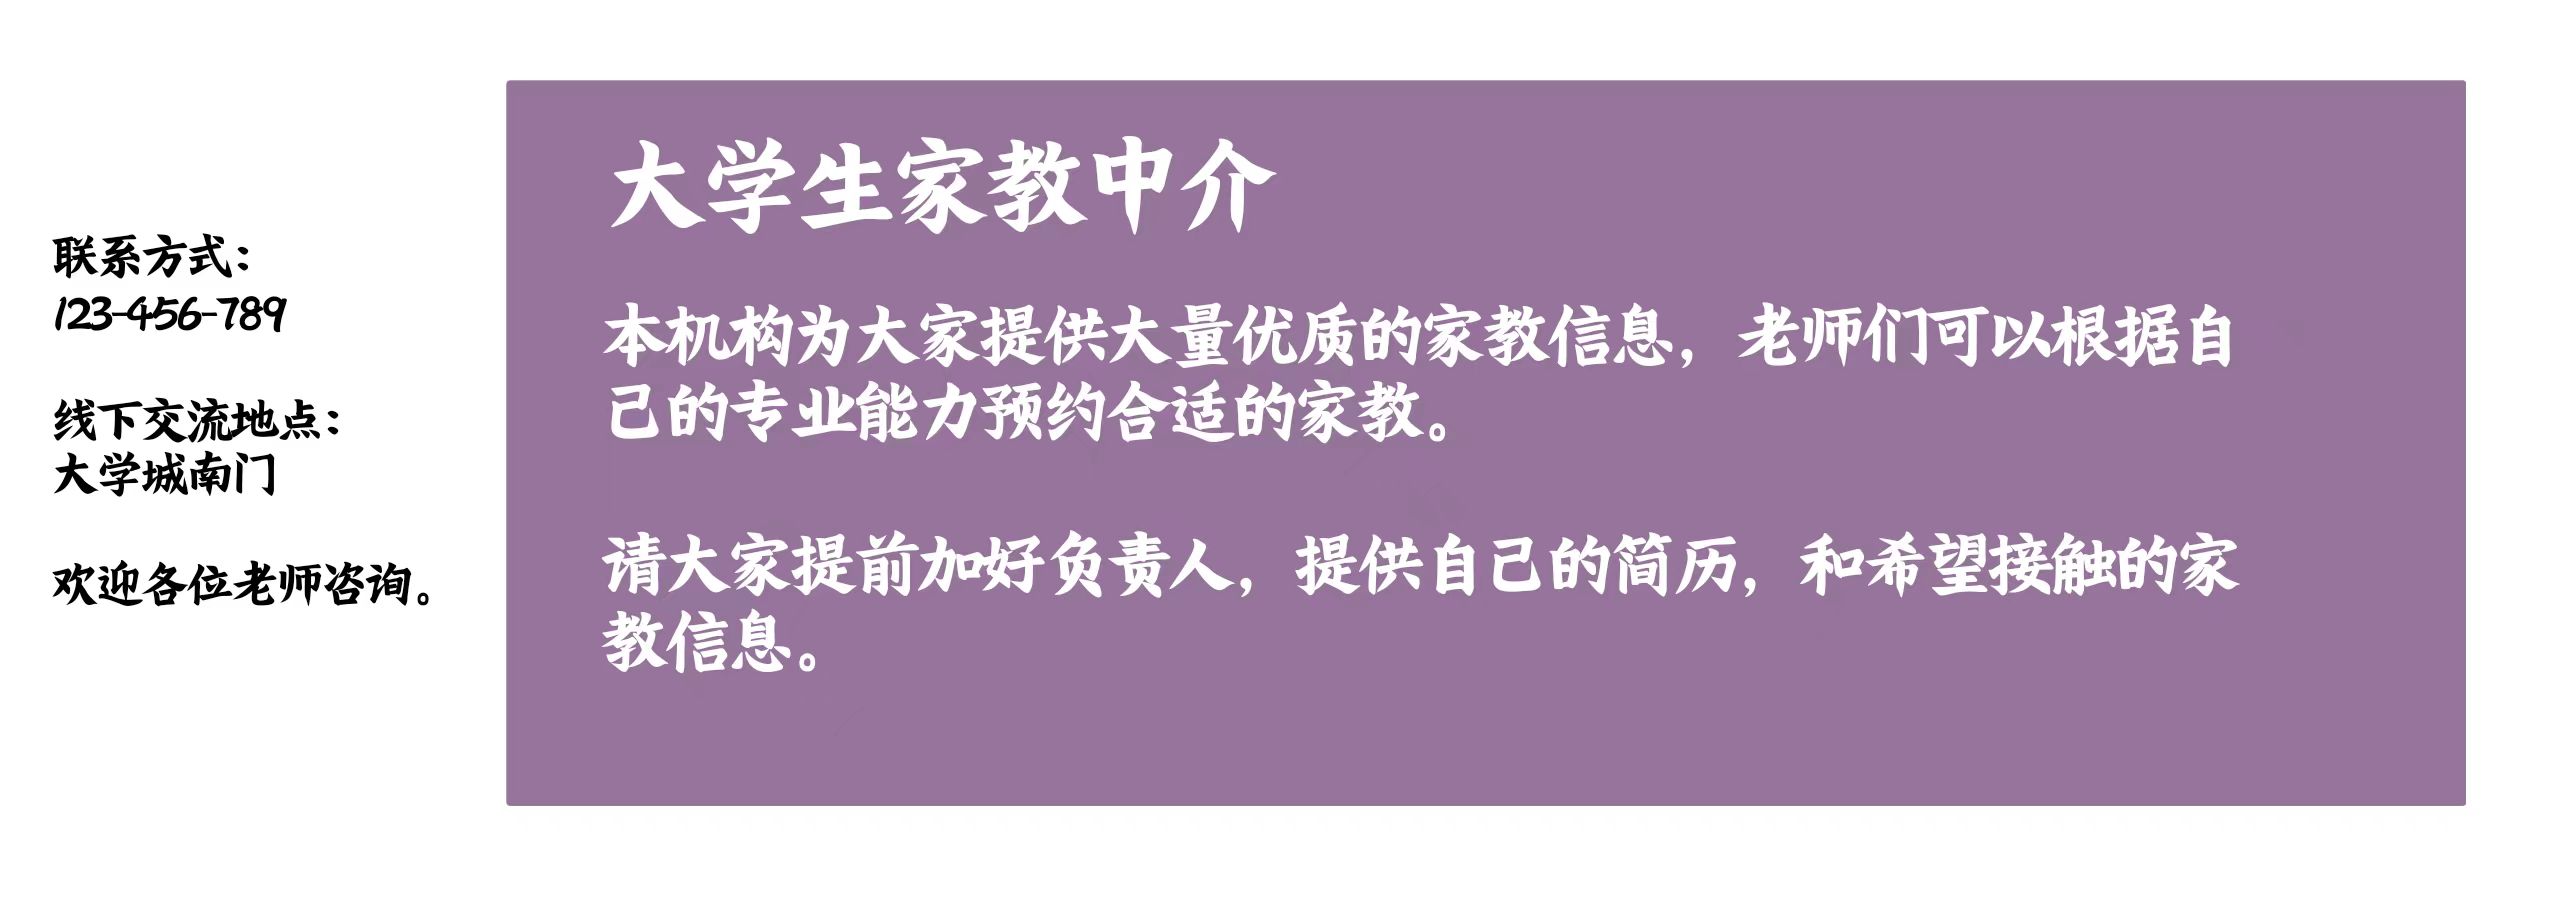 联系方式：
123-456-789
线下交流地点：
大学城南门
欢迎各位老师咨询。
大学生家教中介
本机构为大家提供大量优质的家教信息，老师们可以根据自
己的专业能力预约合适的家教。
请大家提前加好负责人，提供自己的简历，和希望接触的家
教信息。